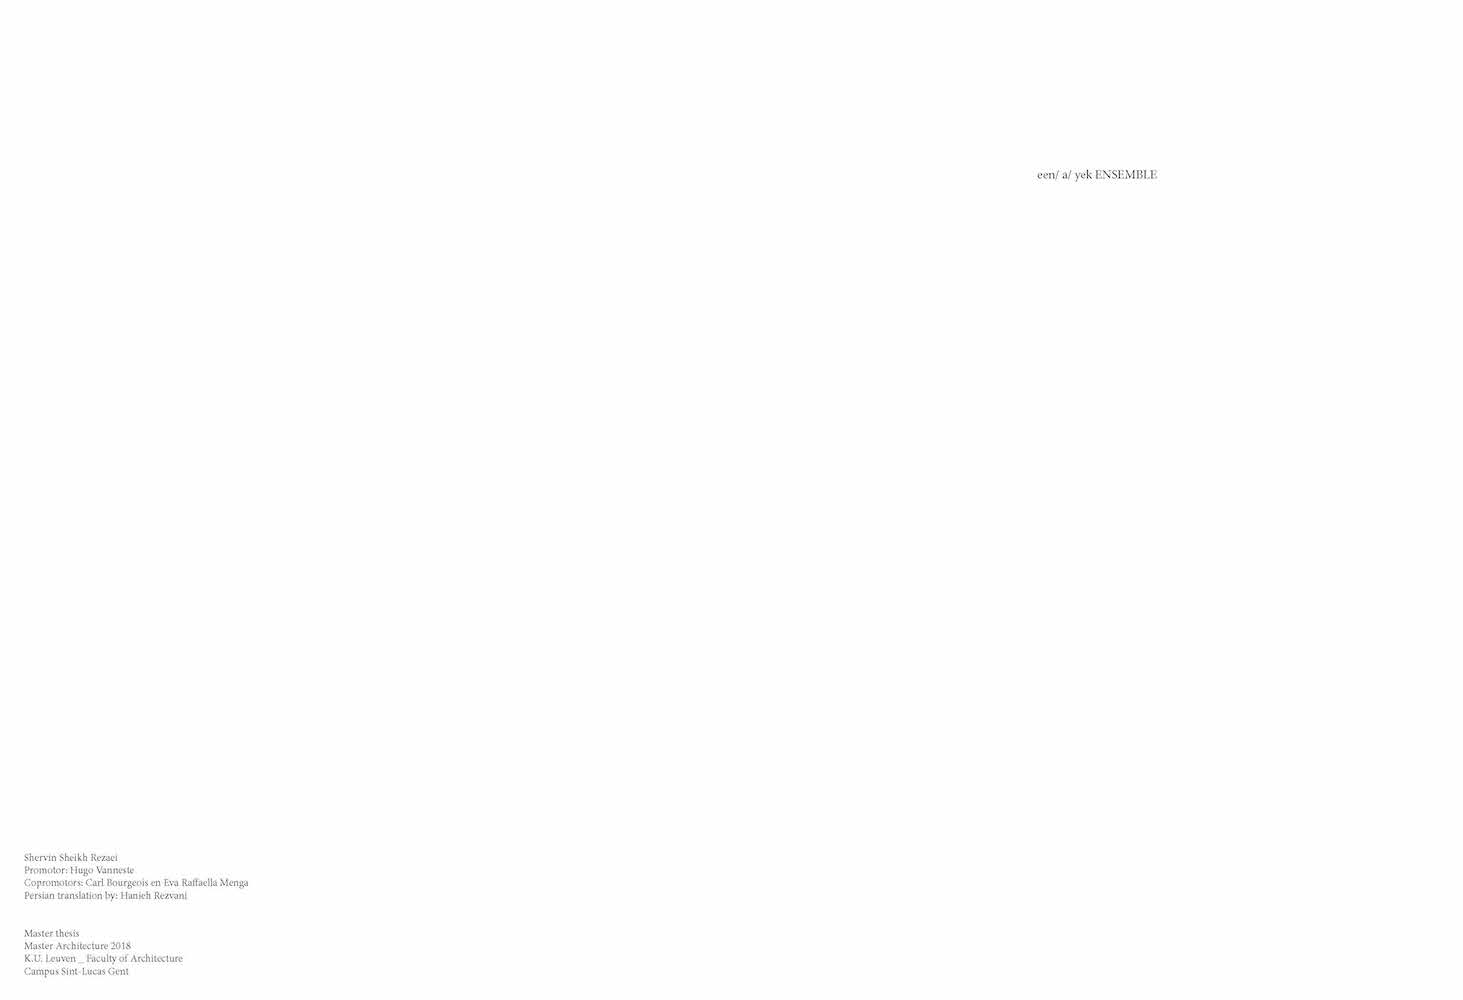 een/ a/ yek ENSEMBLE
Shervin Sheikh Rezaei
Promotor: Hugo Vanneste
Copromotors: Carl Bourgeois en Eva Raffaella Menga
Persian translation by: Hanieh Rezvani
Master thesis
Master Architecture 2018
K.U. Leuven _ Faculty of Architecture
Campus Sint-Lucas Gent